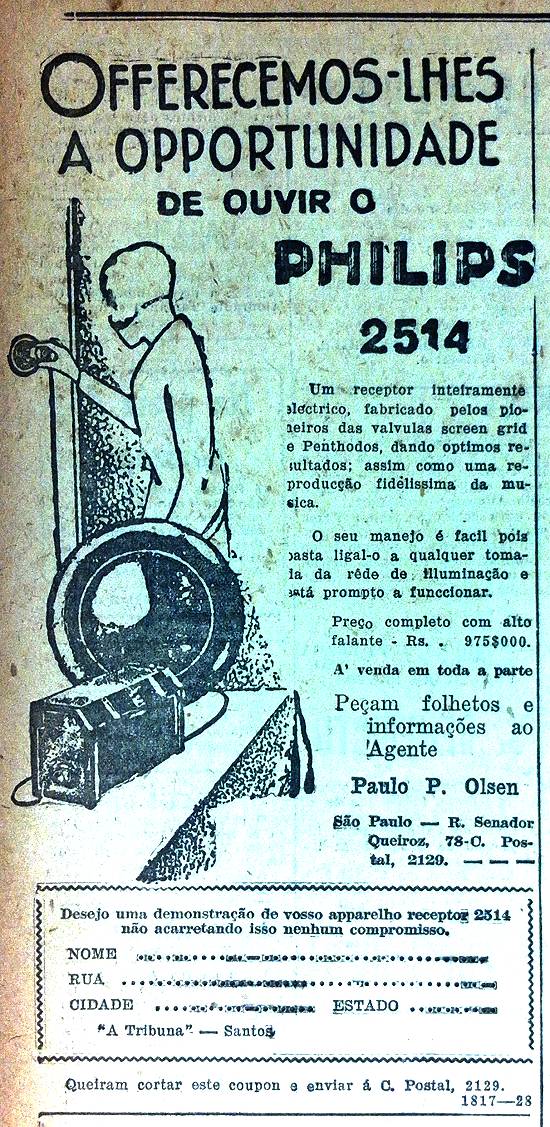 OFFERECEMOS-LHES
A OPPORTUNIDADE
DE OUVIR O
PHILIPS
2514
Um receptor inteiramente
eléctrico, fabricado pelos pio-
neiros das valvulas screen grid
e Penthodos, dando optimos re-
sultados; assim como uma re-
producção fidelissima da mu-
sica.
O seu manejo é facil pois
basta ligal-o a qualquer toma-
da da rêde de illuminação e
está prompto a funccionar.
Preço completo com alto
falante - Rs. . 975$000.
A' venda em toda a parte
Peçam folhetos e
informações ao
Agente
Paulo P. Olsen
São Paulo — R. Senador
Queiroz, 78-C. Pos-
tal, 2129. — — —
Desejo uma demonstração de vosso apparelho receptor 2514
não acarretando isso nenhum compromisso.
NOME
RUA
CIDADE ESTADO
"A Tribuna" — Santos
Queiram cortar este coupon e enviar á C. Postal, 2129.
1817—28